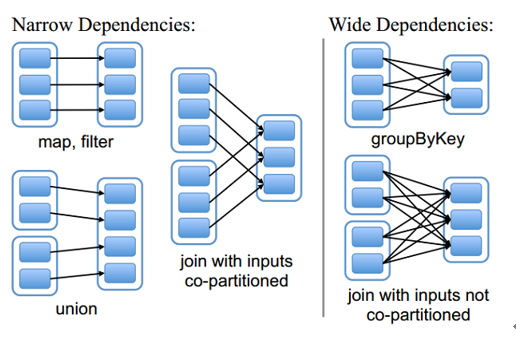 Narrow Dependencies:
Wide Dependencies:
map, filter
groupByKey
join with inputs
co-partitioned
union
join with inputs not
co-partitioned